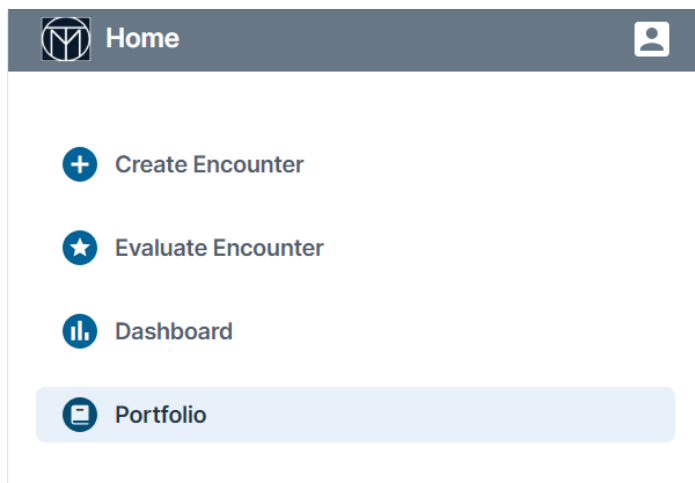 Home
Create Encounter
Evaluate Encounter
Dashboard
Portfolio